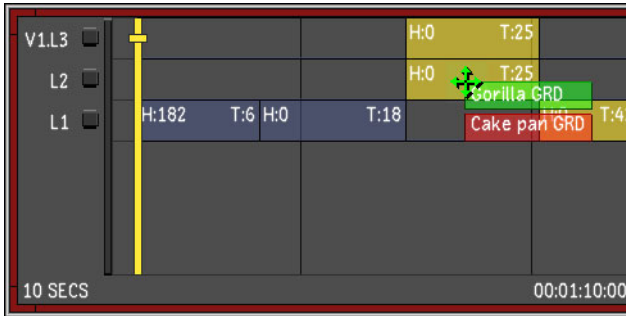 V1.L3 H:0 T:25
L2 H:0 T:25
Gorilla GRD
L1 H:182 T:6 H:0 T:18 H:0 T:4
Cake pan GRD
10 SECS 00:01:10:00